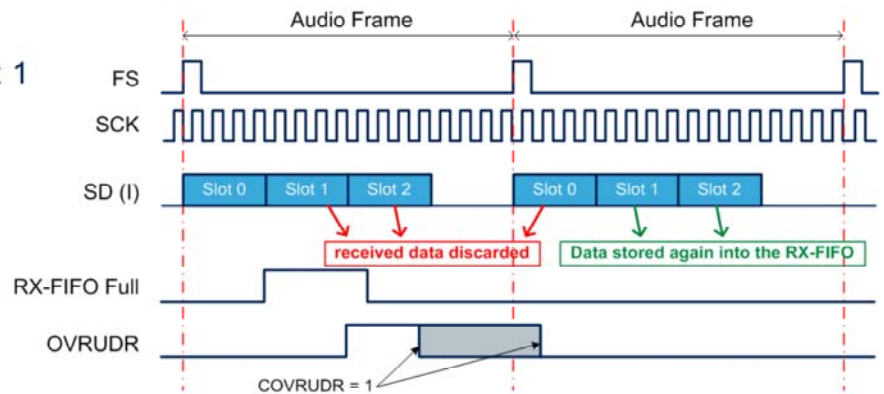 Audio Frame Audio Frame
1
FS
SCK
SD (I) Slot 0 Slot 1 Slot 2 Slot 0 Slot 1 Slot 2
received data discarded Data stored again into the RX-FIFO
RX-FIFO Full
OVRUDR
COVRUDR = 1